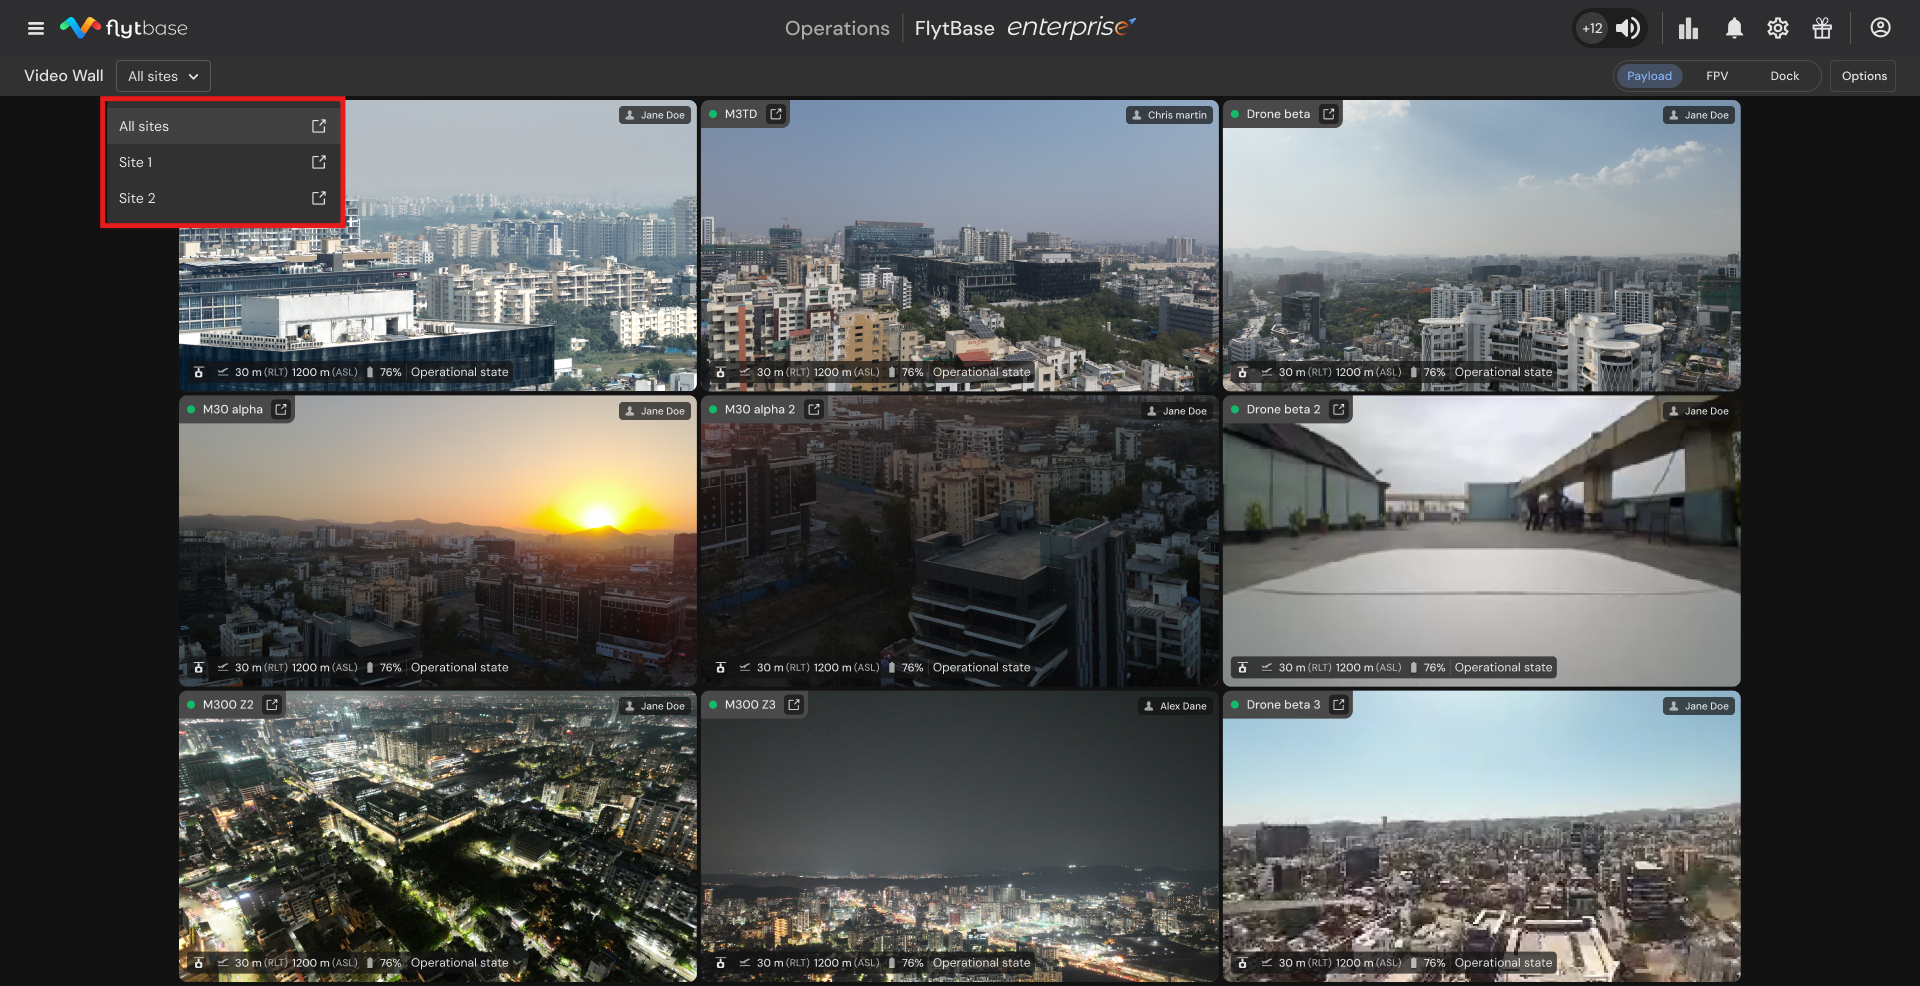 flytbase
Operations
FlytBase enterprise
+12
Video Wall
All sites
Payload
FPV
Dock
Options
All sites
Site 1
Site 2
Jane Doe
30 m (RLT) 1200 m (ASL) 76% Operational state
M3TD
Chris martin
30 m (RLT) 1200 m (ASL) 76% Operational state
Drone beta
Jane Doe
30 m (RLT) 1200 m (ASL) 76% Operational state
M30 alpha
Jane Doe
30 m (RLT) 1200 m (ASL) 76% Operational state
M30 alpha 2
Jane Doe
30 m (RLT) 1200 m (ASL) 76% Operational state
Drone beta 2
Jane Doe
30 m (RLT) 1200 m (ASL) 76% Operational state
M300 Z2
Jane Doe
30 m (RLT) 1200 m (ASL) 76% Operational state
M300 Z3
Alex Dane
30 m (RLT) 1200 m (ASL) 76% Operational state
Drone beta 3
Jane Doe
30 m (RLT) 1200 m (ASL) 76% Operational state